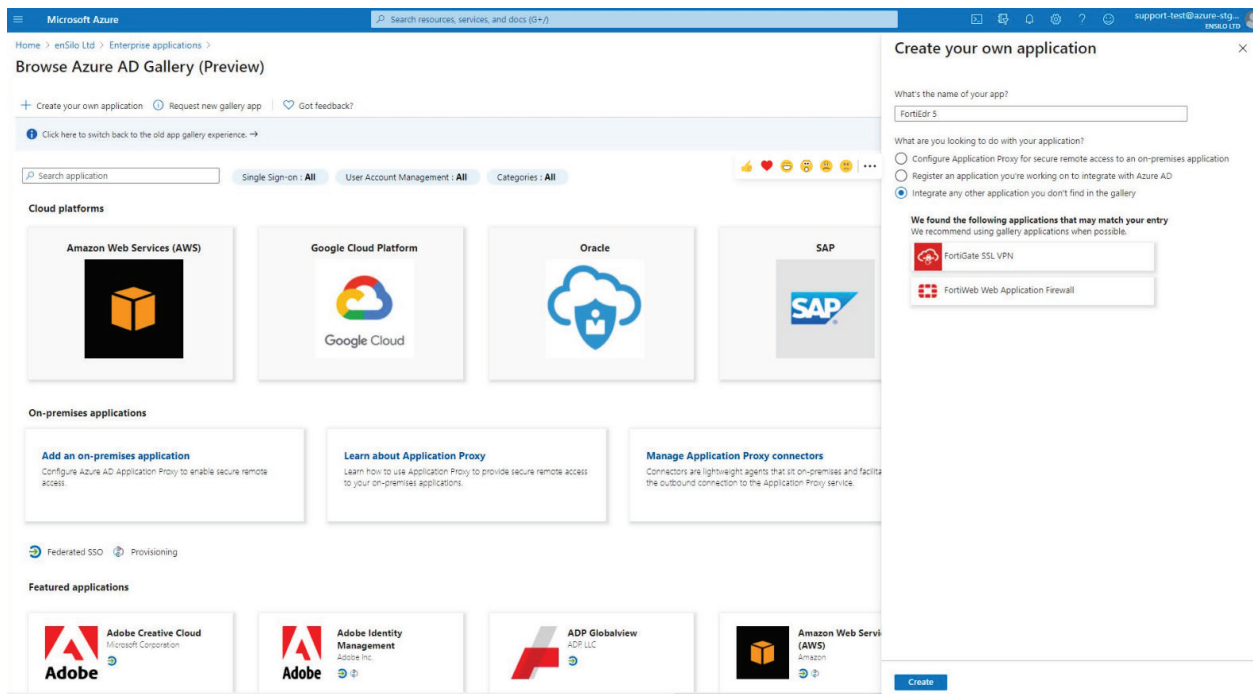 Microsoft Azure
Search resources, services, and docs (G+/)
support-test@azure-stg...
ENSILO LTD
Home > enSilo Ltd > Enterprise applications >
Browse Azure AD Gallery (Preview)
Create your own application
Request new gallery app
Got feedback?
Click here to switch back to the old app gallery experience. →
Search application
Single Sign-on : All
User Account Management : All
Categories : All
Cloud platforms
Amazon Web Services (AWS)
Google Cloud Platform
Google Cloud
Oracle
SAP
SAP
On-premises applications
Add an on-premises application
Configure Azure AD Application Proxy to enable secure remote
access.
Learn about Application Proxy
Learn how to use Application Proxy to provide secure remote access
to your on-premises applications.
Manage Application Proxy connectors
Connectors are lightweight agents that sit on-premises and facilita
the outbound connection to the Application Proxy service.
Federated SSO
Provisioning
Featured applications
Adobe
Adobe Creative Cloud
Microsoft Corporation
Adobe
Adobe Identity
Management
Adobe Inc.
ADP Globalview
ADP, LLC
Amazon Web Servi
(AWS)
Amazon
Create your own application
What's the name of your app?
FortiEdr 5
What are you looking to do with your application?
Configure Application Proxy for secure remote access to an on-premises application
Register an application you're working on to integrate with Azure AD
Integrate any other application you don't find in the gallery
We found the following applications that may match your entry
We recommend using gallery applications when possible.
FortiGate SSL VPN
FortiWeb Web Application Firewall
Create